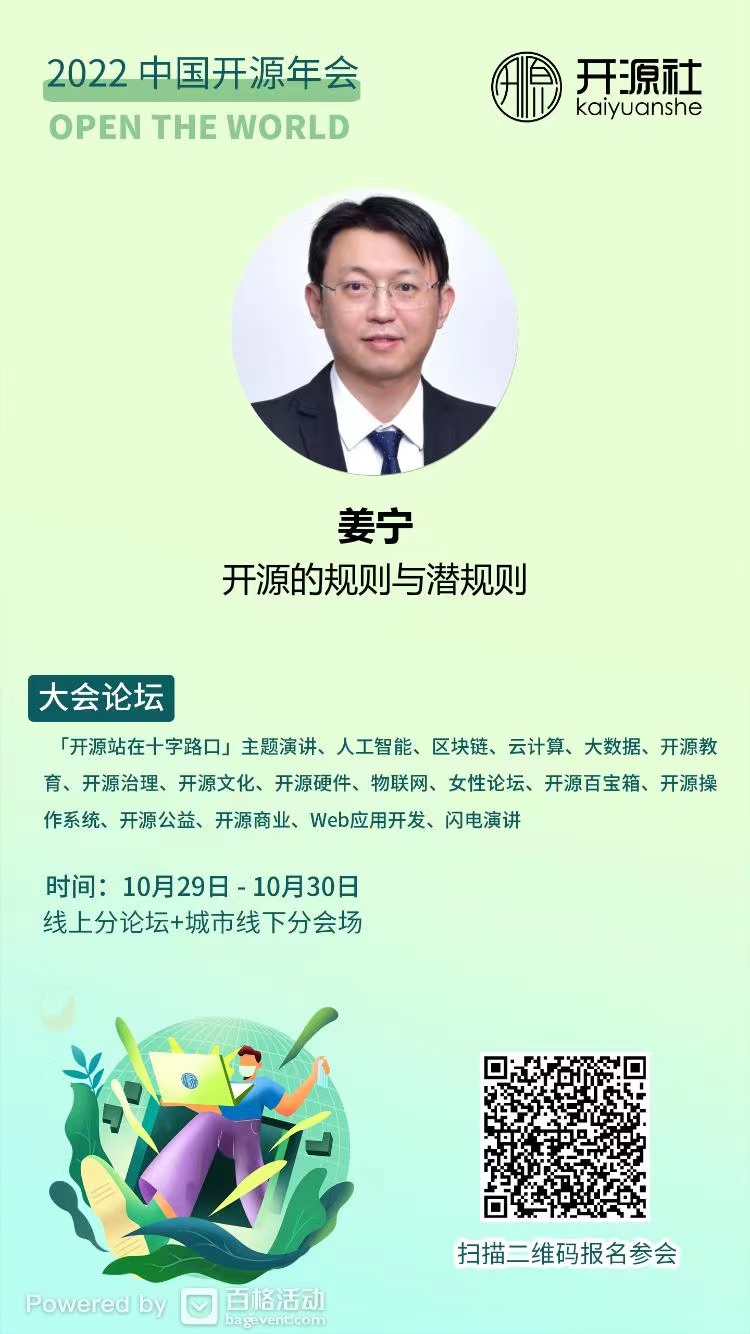 2022 中国开源年会
OPEN THE WORLD
开源社
kaiyuanshe
姜宁
开源的规则与潜规则
大会论坛
「开源站在十字路口」主题演讲、人工智能、区块链、云计算、大数据、开源教
育、开源治理、开源文化、开源硬件、物联网、女性论坛、开源百宝箱、开源操
作系统、开源公益、开源商业、Web应用开发、闪电演讲
时间：10月29日 - 10月30日
线上分论坛+城市线下分会场
扫描二维码报名参会
Powered by 百格活动
bagevent.com